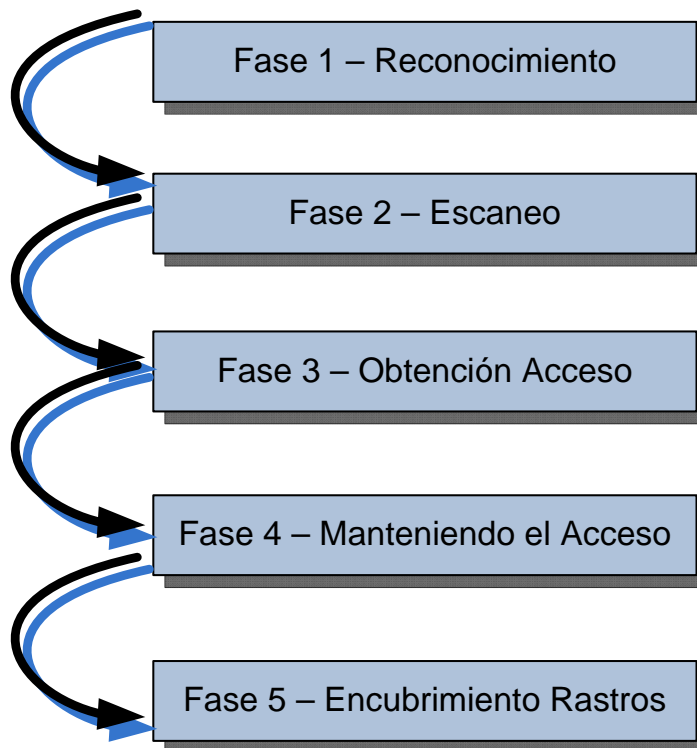 Fase 1 – Reconocimiento
Fase 2 – Escaneo
Fase 3 – Obtención Acceso
Fase 4 – Manteniendo el Acceso
Fase 5 – Encubrimiento Rastros